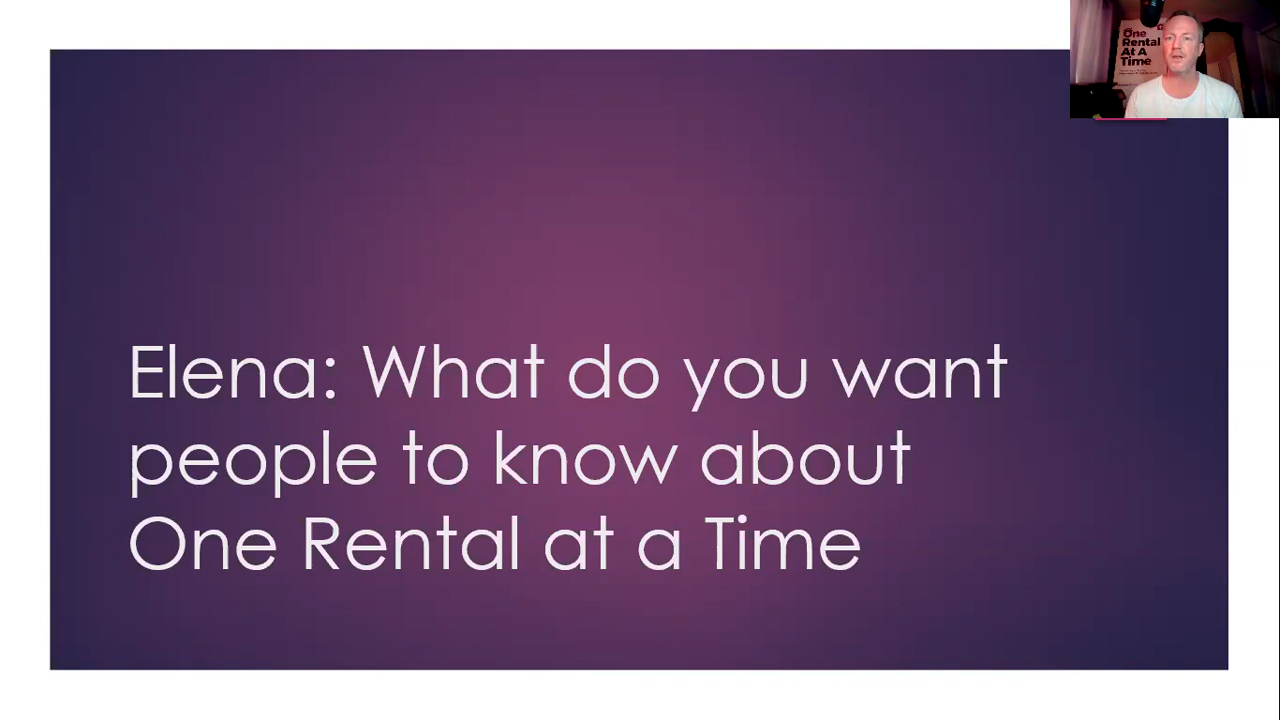 One
Rental
At A
Time
Elena: What do you want
people to know about
One Rental at a Time